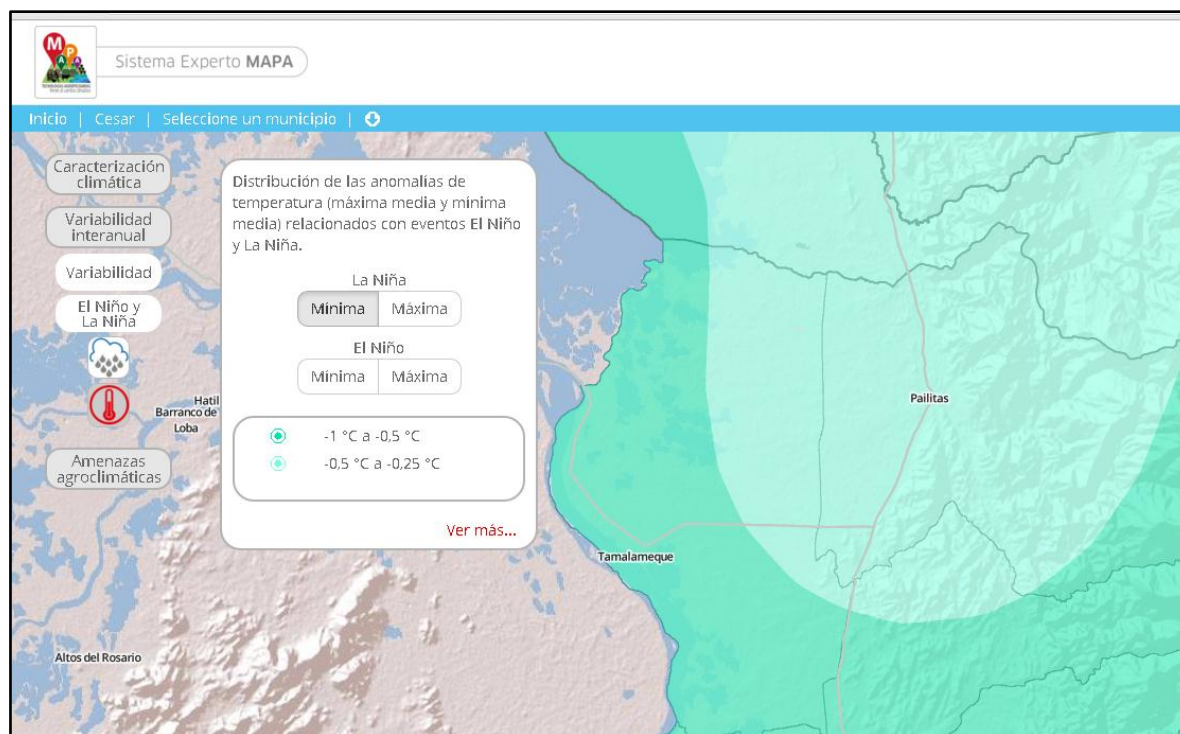 M
A
P
A
Sistema Experto MAPA
Inicio | Cesar | Seleccione un municipio |
Caracterización
climática
Variabilidad
interanual
Variabilidad
El Niño y
La Niña
Distribución de las anomalías de
temperatura (máxima media y mínima
media) relacionados con eventos El Niño
y La Niña.
La Niña
Mínima Máxima
El Niño
Mínima Máxima
-1 °C a -0,5 °C
-0,5 °C a -0,25 °C
Ver más...
Amenazas
agroclimáticas
Hatil
Barranco de
Loba
Altos del Rosario
Tamalameque
Pailitas